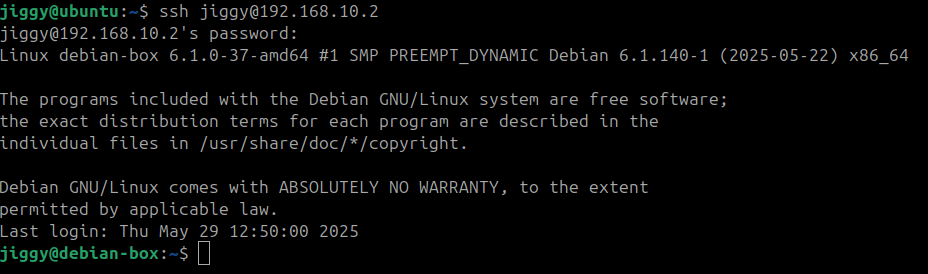 jiggy@ubuntu:~$ ssh jiggy@192.168.10.2
jiggy@192.168.10.2's password:
Linux debian-box 6.1.0-37-amd64 #1 SMP PREEMPT_DYNAMIC Debian 6.1.140-1 (2025-05-22) x86_64

The programs included with the Debian GNU/Linux system are free software;
the exact distribution terms for each program are described in the
individual files in /usr/share/doc/*/copyright.

Debian GNU/Linux comes with ABSOLUTELY NO WARRANTY, to the extent
permitted by applicable law.
Last login: Thu May 29 12:50:00 2025
jiggy@debian-box:~$